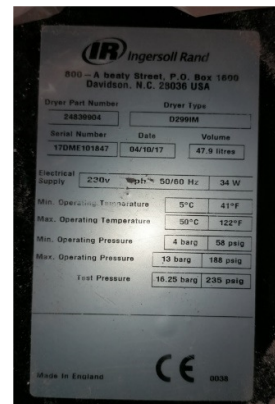 IR Ingersoll Rand
800 – A beaty Street, P.O. Box 1600
Davidson, N.C. 28036 USA
Dryer Part Number Dryer Type
24839904 D299IM
Serial Number Date Volume
17DME101847 04/10/17 47.9 litres
Electrical
Supply 230v ph 50/60 Hz 34 W
Min. Operating Temperature 5°C 41°F
Max. Operating Temperature 50°C 122°F
Min. Operating Pressure 4 barg 58 psig
Max. Operating Pressure 13 barg 188 psig
Test Pressure 16.25 barg 235 psig
Made In England CE 0038